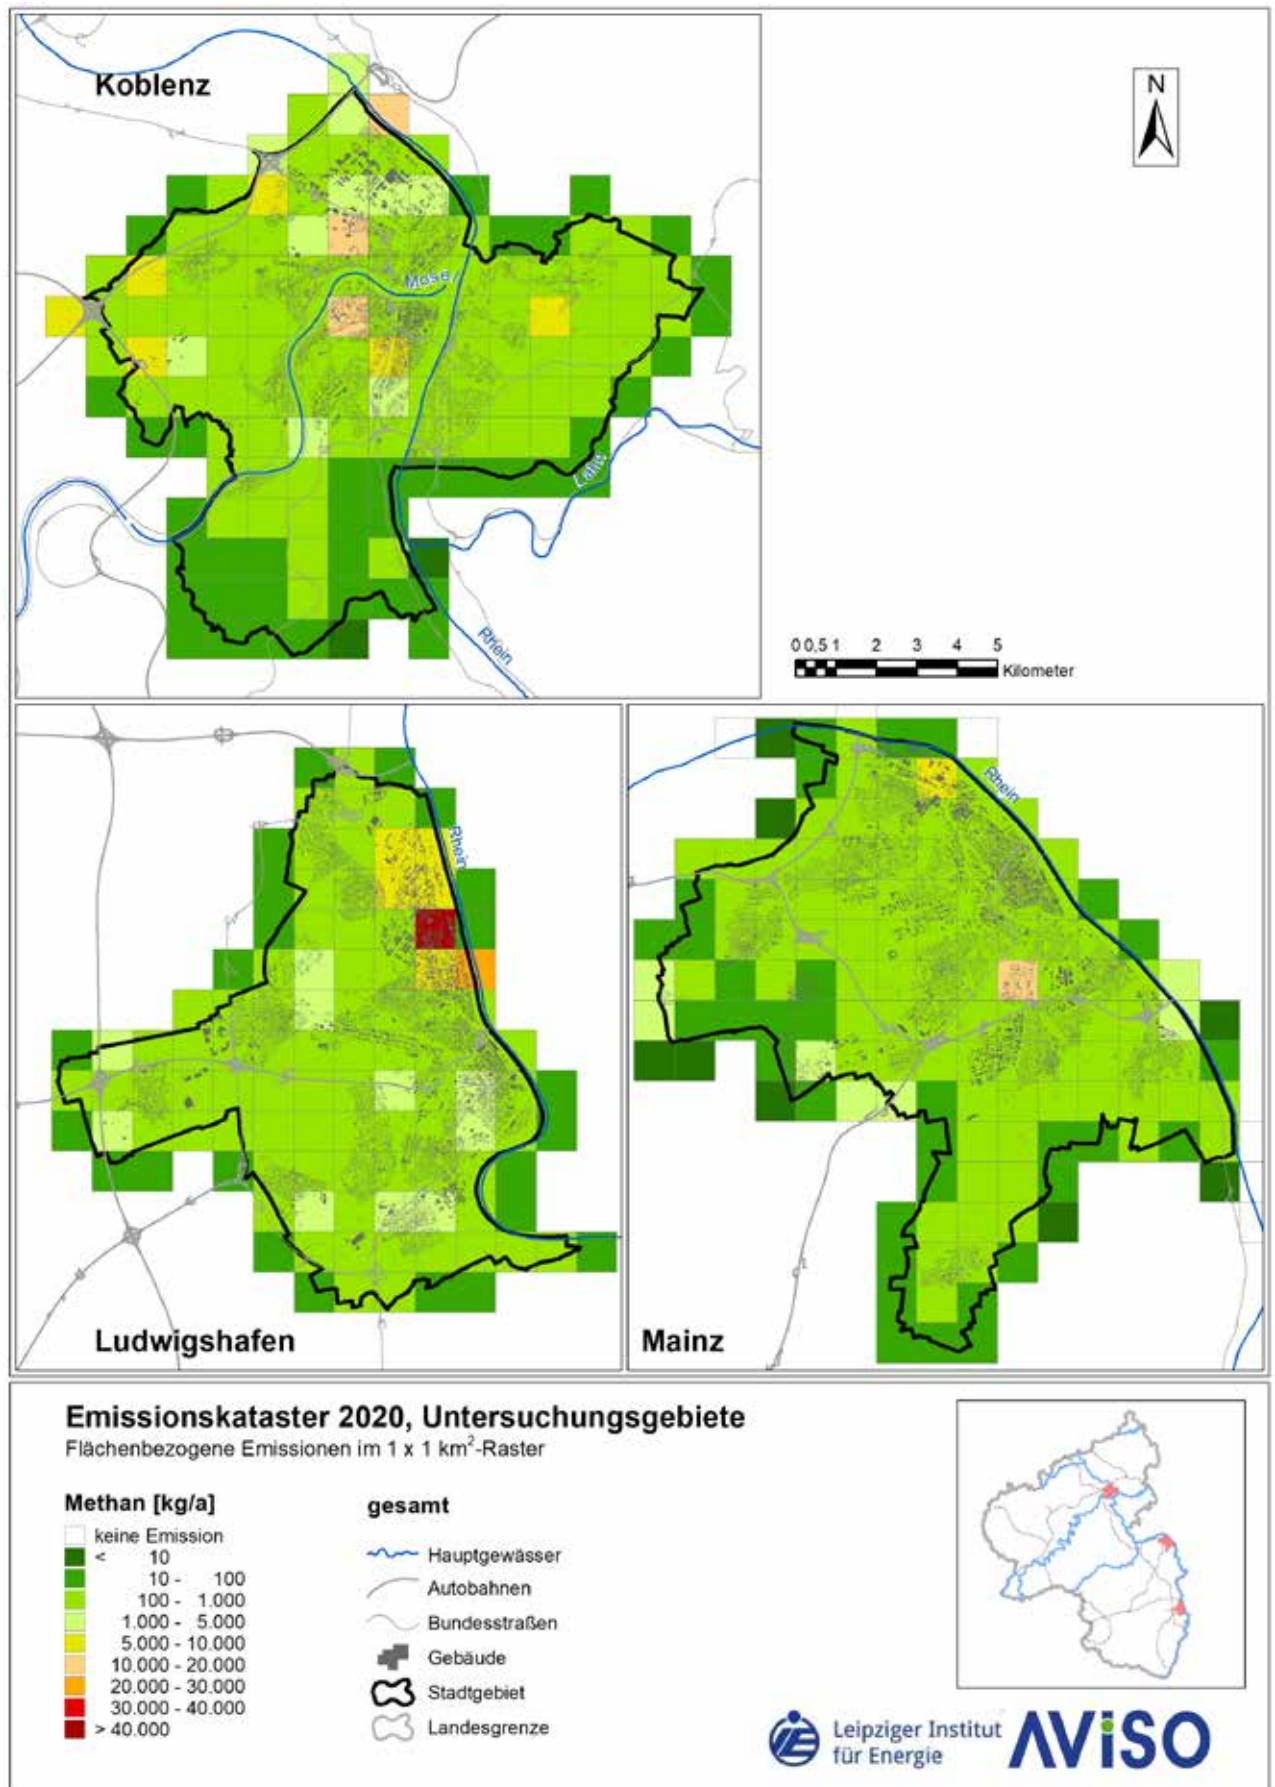 Koblenz
N
Mosel
Lahn
Rhein
0 0,5 1 2 3 4 5
Kilometer
Rhein
Ludwigshafen
Rhein
Mainz
Emissionskataster 2020, Untersuchungsgebiete
Flächenbezogene Emissionen im 1 x 1 km²-Raster
Methan [kg/a]
keine Emission
< 10
10 - 100
100 - 1.000
1.000 - 5.000
5.000 - 10.000
10.000 - 20.000
20.000 - 30.000
30.000 - 40.000
> 40.000
gesamt
Hauptgewässer
Autobahnen
Bundesstraßen
Gebäude
Stadtgebiet
Landesgrenze
Leipziger Institut
für Energie
AViSO